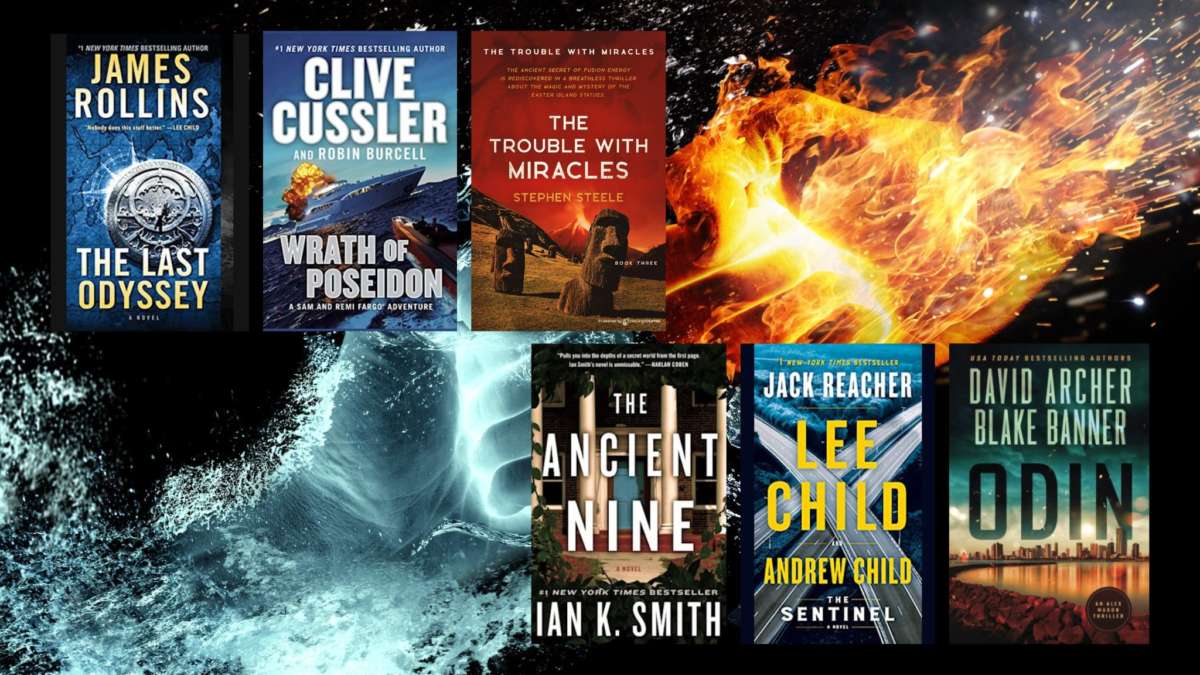 #1 NEW YORK TIMES BESTSELLING AUTHOR
JAMES
ROLLINS
"Nobody does this stuff better." —LEE CHILD
THE LAST
ODYSSEY
A NOVEL
#1 NEW YORK TIMES BESTSELLING AUTHOR
CLIVE
CUSSLER
AND ROBIN BURCELL
WRATH OF
POSEIDON
A SAM AND REMI FARGO ADVENTURE
THE TROUBLE WITH MIRACLES
THE ANCIENT SECRET OF FUSION ENERGY
IS REDISCOVERED IN A BREATHLESS THRILLER
ABOUT THE MAGIC AND MYSTERY OF THE
EASTER ISLAND STATUES.
THE
TROUBLE WITH
MIRACLES
STEPHEN STEELE
BOOK THREE
"Pulls you into the depths of a secret world from the first page.
Ian Smith's novel is unmissable." —HARLAN COBEN
THE
ANCIENT
NINE
A NOVEL
#1 NEW YORK TIMES BESTSELLER
IAN K. SMITH
#1 NEW YORK TIMES BESTSELLER
JACK REACHER
LEE
CHILD
AND
ANDREW CHILD
THE
SENTINEL
A NOVEL
USA TODAY BESTSELLING AUTHORS
DAVID ARCHER
BLAKE BANNER
ODIN
AN ALEX
MASON
THRILLER